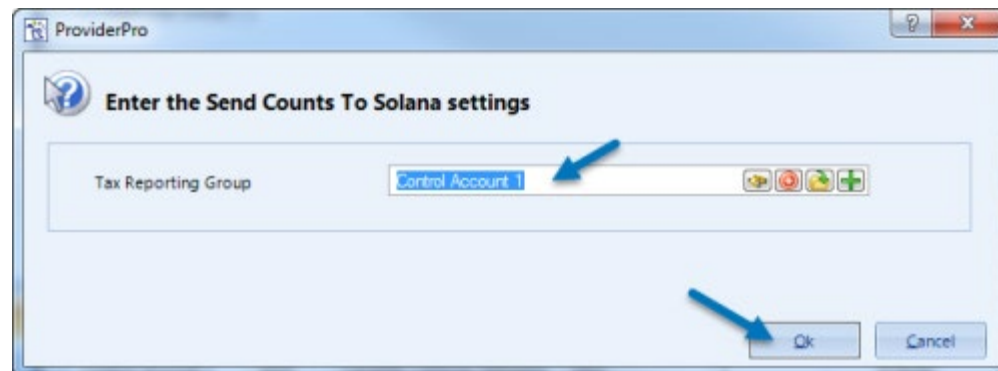 ProviderPro
Enter the Send Counts To Solana settings
Tax Reporting Group Control Account 1
Ok Cancel